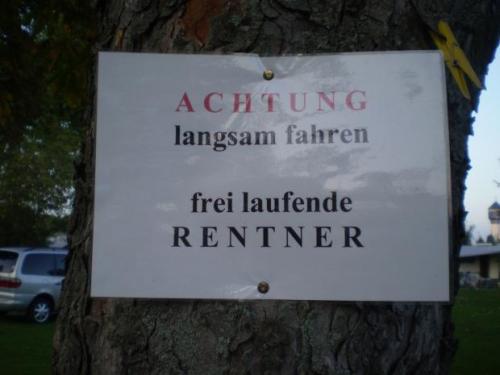 ACHTUNG
langsam fahren
frei laufende
RENTNER